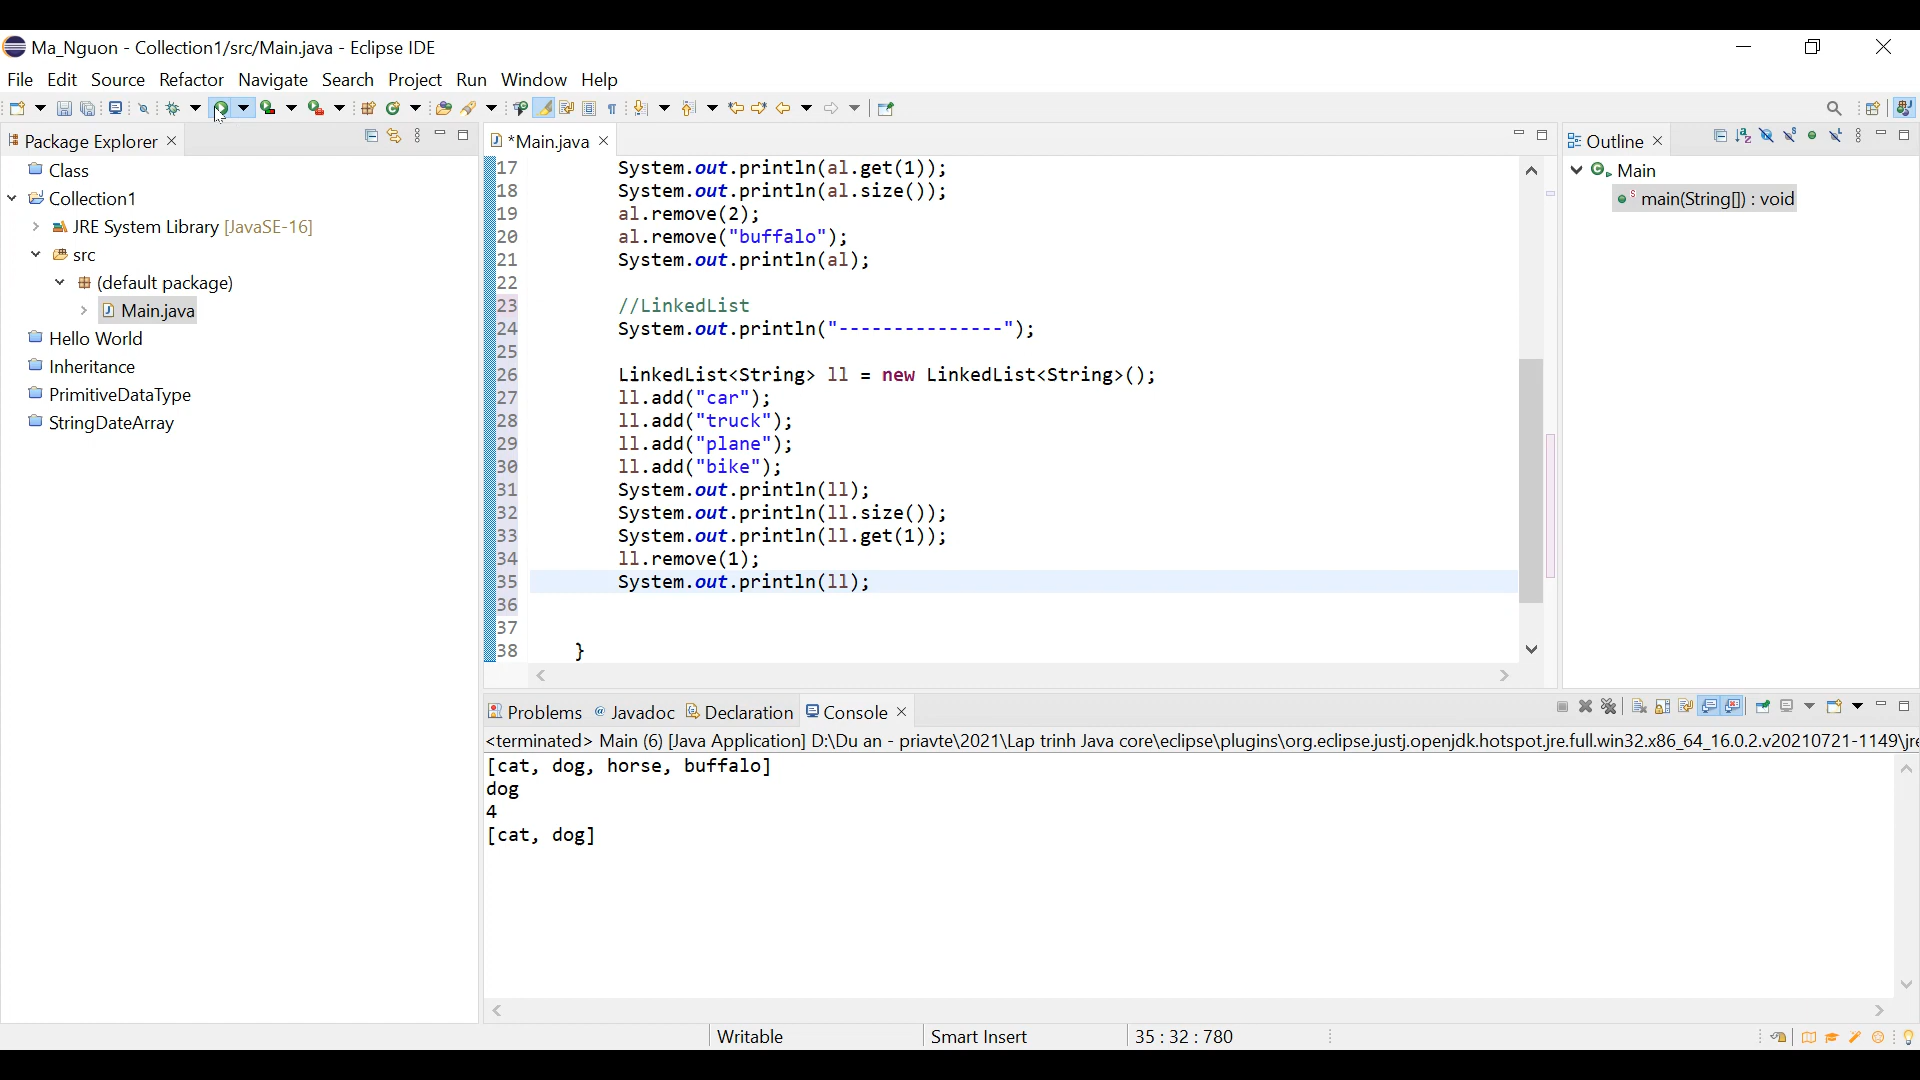 Ma_Nguon - Collection1/src/Main.java - Eclipse IDE
File Edit Source Refactor Navigate Search Project Run Window Help
Package Explorer
Class
Collection1
JRE System Library [JavaSE-16]
src
(default package)
Main.java
Hello World
Inheritance
PrimitiveDataType
StringDateArray
*Main.java
17 System.out.println(al.get(1));
18 System.out.println(al.size());
19 al.remove(2);
20 al.remove("buffalo");
21 System.out.println(al);
22
23 //LinkedList
24 System.out.println("---------------");
25
26 LinkedList<String> ll = new LinkedList<String>();
27 ll.add("car");
28 ll.add("truck");
29 ll.add("plane");
30 ll.add("bike");
31 System.out.println(ll);
32 System.out.println(ll.size());
33 System.out.println(ll.get(1));
34 ll.remove(1);
35 System.out.println(ll);
36
37
38 }
Outline
Main
main(String[]) : void
Problems Javadoc Declaration Console
<terminated> Main (6) [Java Application] D:\Du an - priavte\2021\Lap trinh Java core\eclipse\plugins\org.eclipse.justj.openjdk.hotspot.jre.full.win32.x86_64_16.0.2.v20210721-1149\jre
[cat, dog, horse, buffalo]
dog
4
[cat, dog]
Writable Smart Insert 35 : 32 : 780